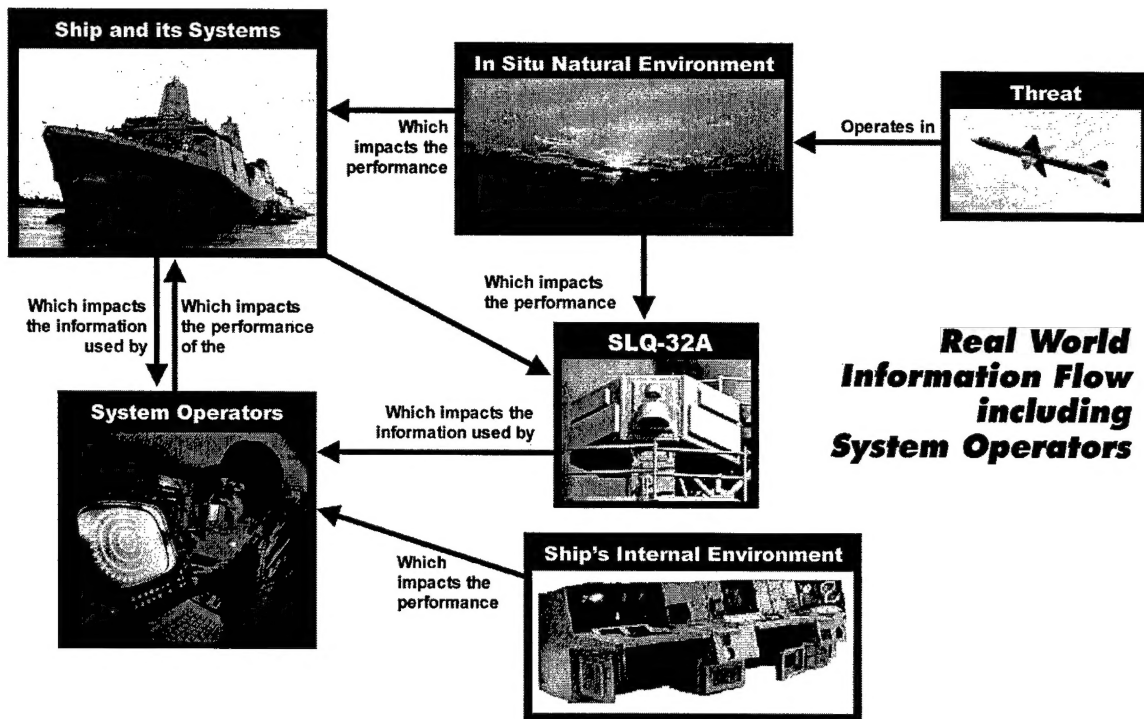 Ship and its Systems
In Situ Natural Environment
Threat
Which
impacts the
performance
Operates in
Which impacts
the information
used by
Which impacts
the performance
of the
Which impacts
the performance
SLQ-32A
Real World
Information Flow
including
System Operators
System Operators
Which impacts the
information used by
Which
impacts the
performance
Ship's Internal Environment